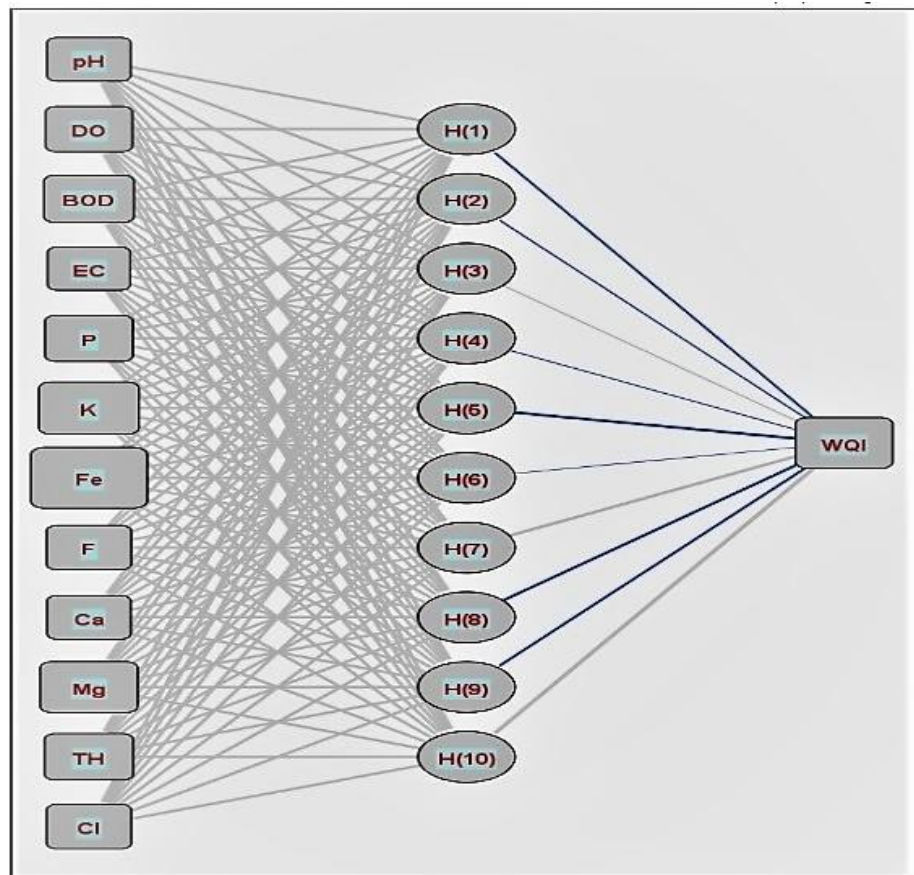 pH
DO
BOD
EC
P
K
Fe
F
Ca
Mg
TH
Cl
H(1)
H(2)
H(3)
H(4)
H(5)
H(6)
H(7)
H(8)
H(9)
H(10)
WQI